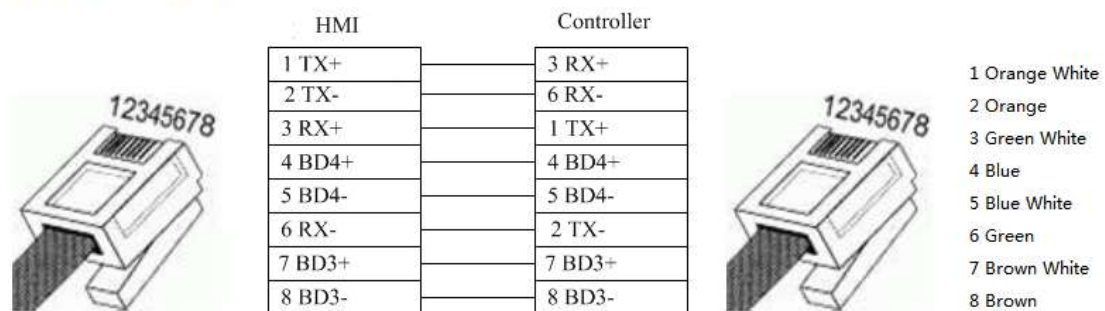 HMI
Controller
1 TX+ 3 RX+
2 TX- 6 RX-
3 RX+ 1 TX+
4 BD4+ 4 BD4+
5 BD4- 5 BD4-
6 RX- 2 TX-
7 BD3+ 7 BD3+
8 BD3- 8 BD3-
12345678
12345678
1 Orange White
2 Orange
3 Green White
4 Blue
5 Blue White
6 Green
7 Brown White
8 Brown